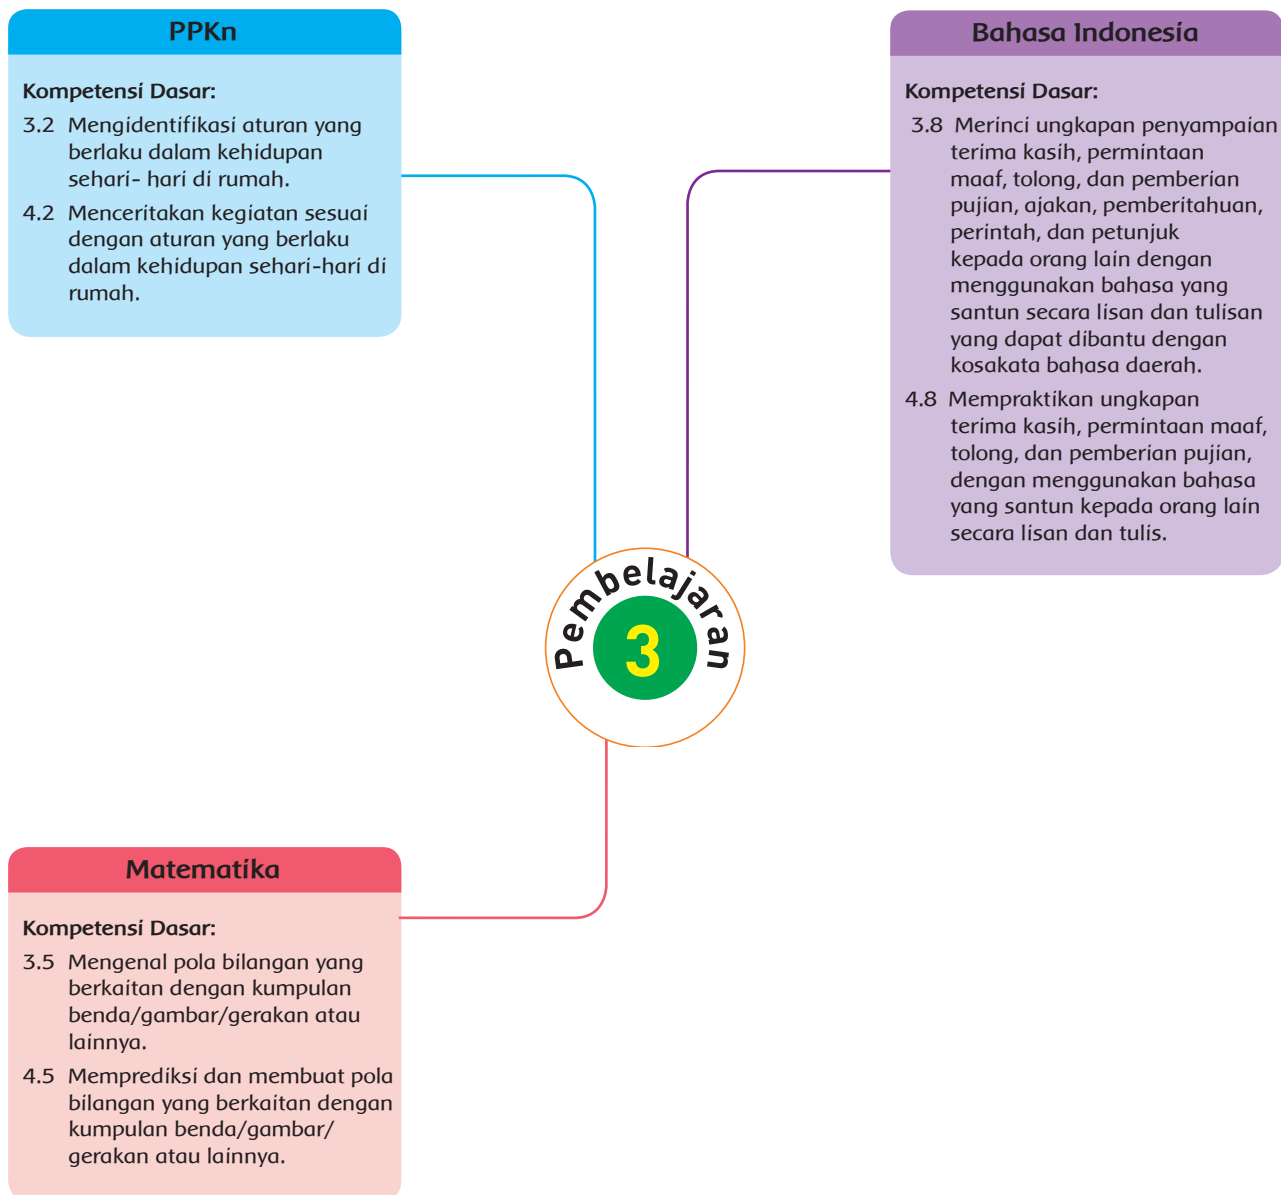 PPKn
Kompetensi Dasar:
3.2 Mengidentifikasi aturan yang
berlaku dalam kehidupan
sehari- hari di rumah.
4.2 Menceritakan kegiatan sesuai
dengan aturan yang berlaku
dalam kehidupan sehari-hari di
rumah.
Bahasa Indonesia
Kompetensi Dasar:
3.8 Merinci ungkapan penyampaian
terima kasih, permintaan
maaf, tolong, dan pemberian
pujian, ajakan, pemberitahuan,
perintah, dan petunjuk
kepada orang lain dengan
menggunakan bahasa yang
santun secara lisan dan tulisan
yang dapat dibantu dengan
kosakata bahasa daerah.
4.8 Mempraktikan ungkapan
terima kasih, permintaan maaf,
tolong, dan pemberian pujian,
dengan menggunakan bahasa
yang santun kepada orang lain
secara lisan dan tulis.
Pembelajaran
3
Matematika
Kompetensi Dasar:
3.5 Mengenal pola bilangan yang
berkaitan dengan kumpulan
benda/gambar/gerakan atau
lainnya.
4.5 Memprediksi dan membuat pola
bilangan yang berkaitan dengan
kumpulan benda/gambar/
gerakan atau lainnya.